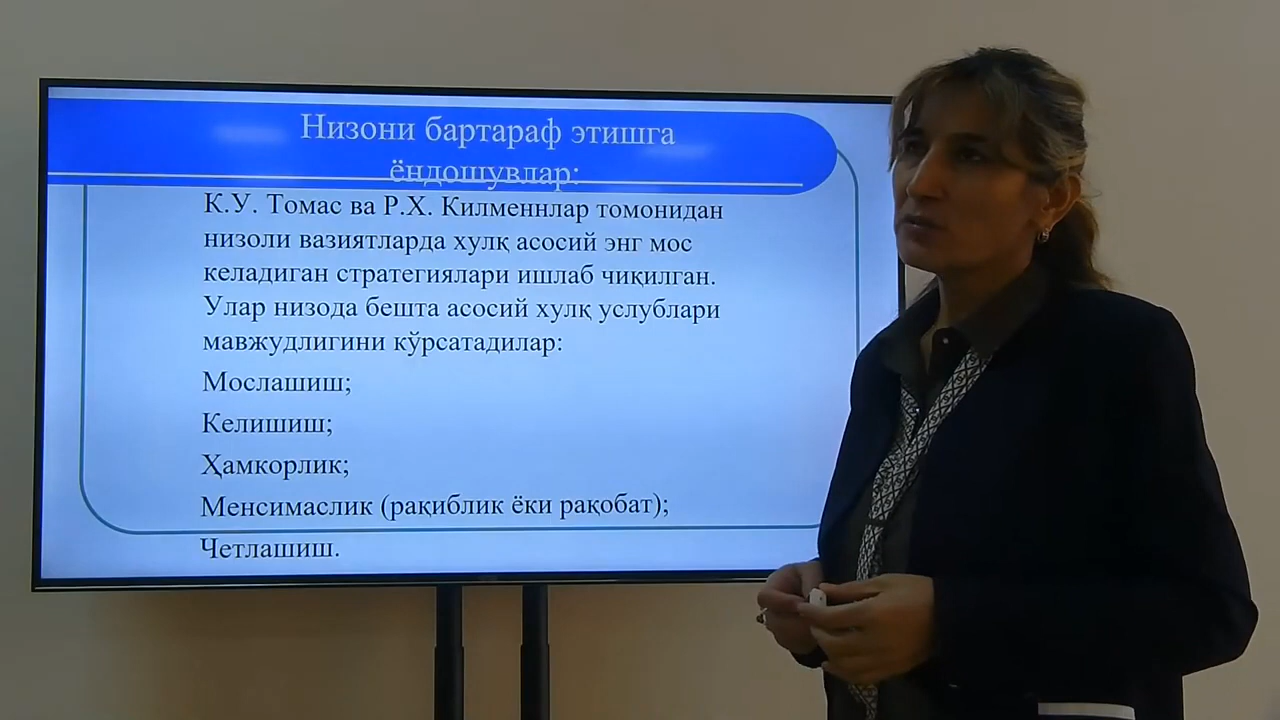 Низони бартараф этишга
ёндошувлар:
К.У. Томас ва Р.Х. Килменнлар томонидан
низоли вазиятларда хулқ асосий энг мос
келадиган стратегиялари ишлаб чиқилган.
Улар низода бешта асосий хулқ услублари
мавжудлигини кўрсатадилар:
Мослашиш;
Келишиш;
Ҳамкорлик;
Менсимаслик (рақиблик ёки рақобат);
Четлашиш.